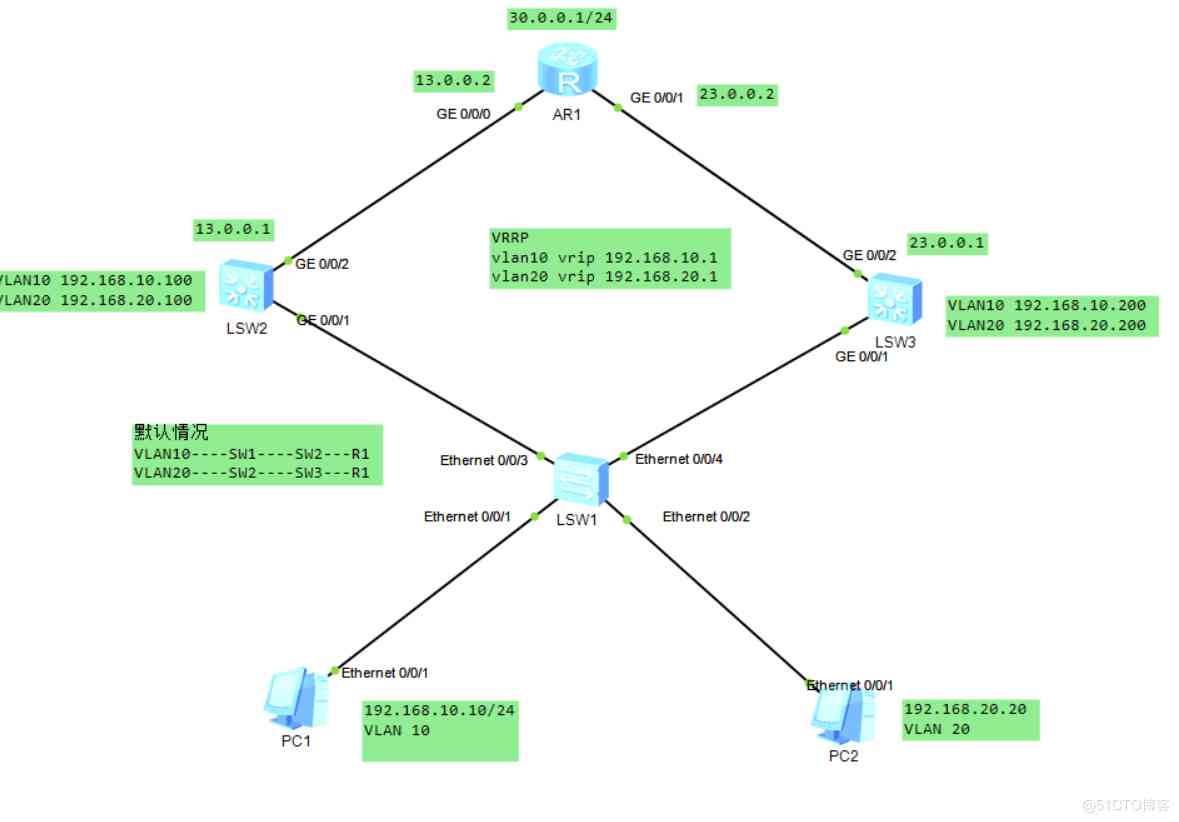 30.0.0.1/24
13.0.0.2
GE 0/0/0
AR1
GE 0/0/1
23.0.0.2
13.0.0.1
GE 0/0/2
VLAN10 192.168.10.100
VLAN20 192.168.20.100
LSW2
GE 0/0/1
VRRP
vlan10 vrip 192.168.10.1
vlan20 vrip 192.168.20.1
GE 0/0/2
23.0.0.1
VLAN10 192.168.10.200
VLAN20 192.168.20.200
LSW3
GE 0/0/1
默认情况
VLAN10----SW1----SW2---R1
VLAN20----SW2----SW3---R1
Ethernet 0/0/3
Ethernet 0/0/4
Ethernet 0/0/1
LSW1
Ethernet 0/0/2
Ethernet 0/0/1
PC1
192.168.10.10/24
VLAN 10
Ethernet 0/0/1
PC2
192.168.20.20
VLAN 20
@51CTO博客